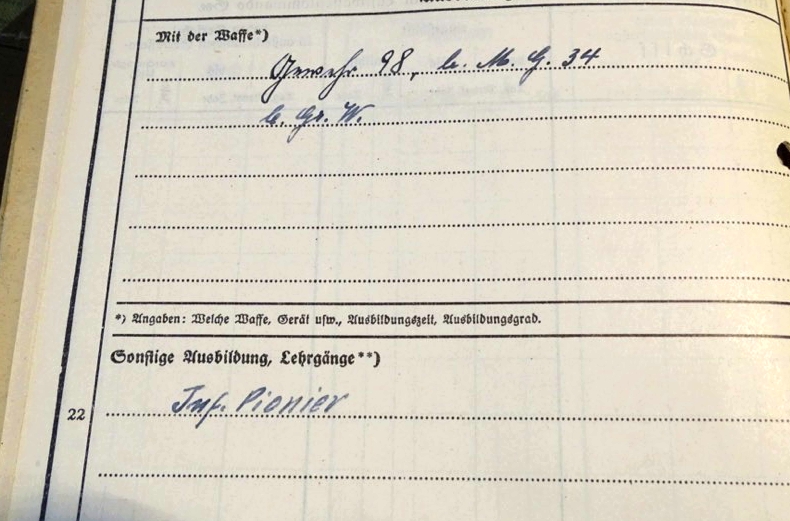 Mit der Waffe*)
Gewehr 98, l. M. G. 34
l. Gr. W.
*) Angaben: Welche Waffe, Gerät usw., Ausbildungszeit, Ausbildungsgrad.
Sonstige Ausbildung, Lehrgänge**)
Inf. Pionier
22